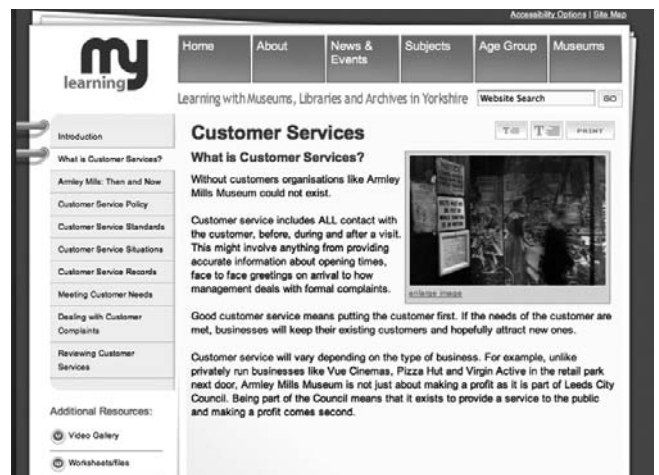 Accessibility Options | Site Map
my
learning
Home
About
News &
Events
Subjects
Age Group
Museums
Learning with Museums, Libraries and Archives in Yorkshire
Website Search
GO
Introduction
What is Customer Services?
Armley Mills: Then and Now
Customer Service Policy
Customer Service Standards
Customer Service Situations
Customer Service Records
Meeting Customer Needs
Dealing with Customer
Complaints
Reviewing Customer
Services
Additional Resources:
Video Gallery
Worksheets/files
Customer Services
T
T
PRINT
What is Customer Services?
Without customers organisations like Armley
Mills Museum could not exist.
Customer service includes ALL contact with
the customer, before, during and after a visit.
This might involve anything from providing
accurate information about opening times,
face to face greetings on arrival to how
management deals with formal complaints.
enlarge image
Good customer service means putting the customer first. If the needs of the customer are
met, businesses will keep their existing customers and hopefully attract new ones.
Customer service will vary depending on the type of business. For example, unlike
privately run businesses like Vue Cinemas, Pizza Hut and Virgin Active in the retail park
next door, Armley Mills Museum is not just about making a profit as it is part of Leeds City
Council. Being part of the Council means that it exists to provide a service to the public
and making a profit comes second.